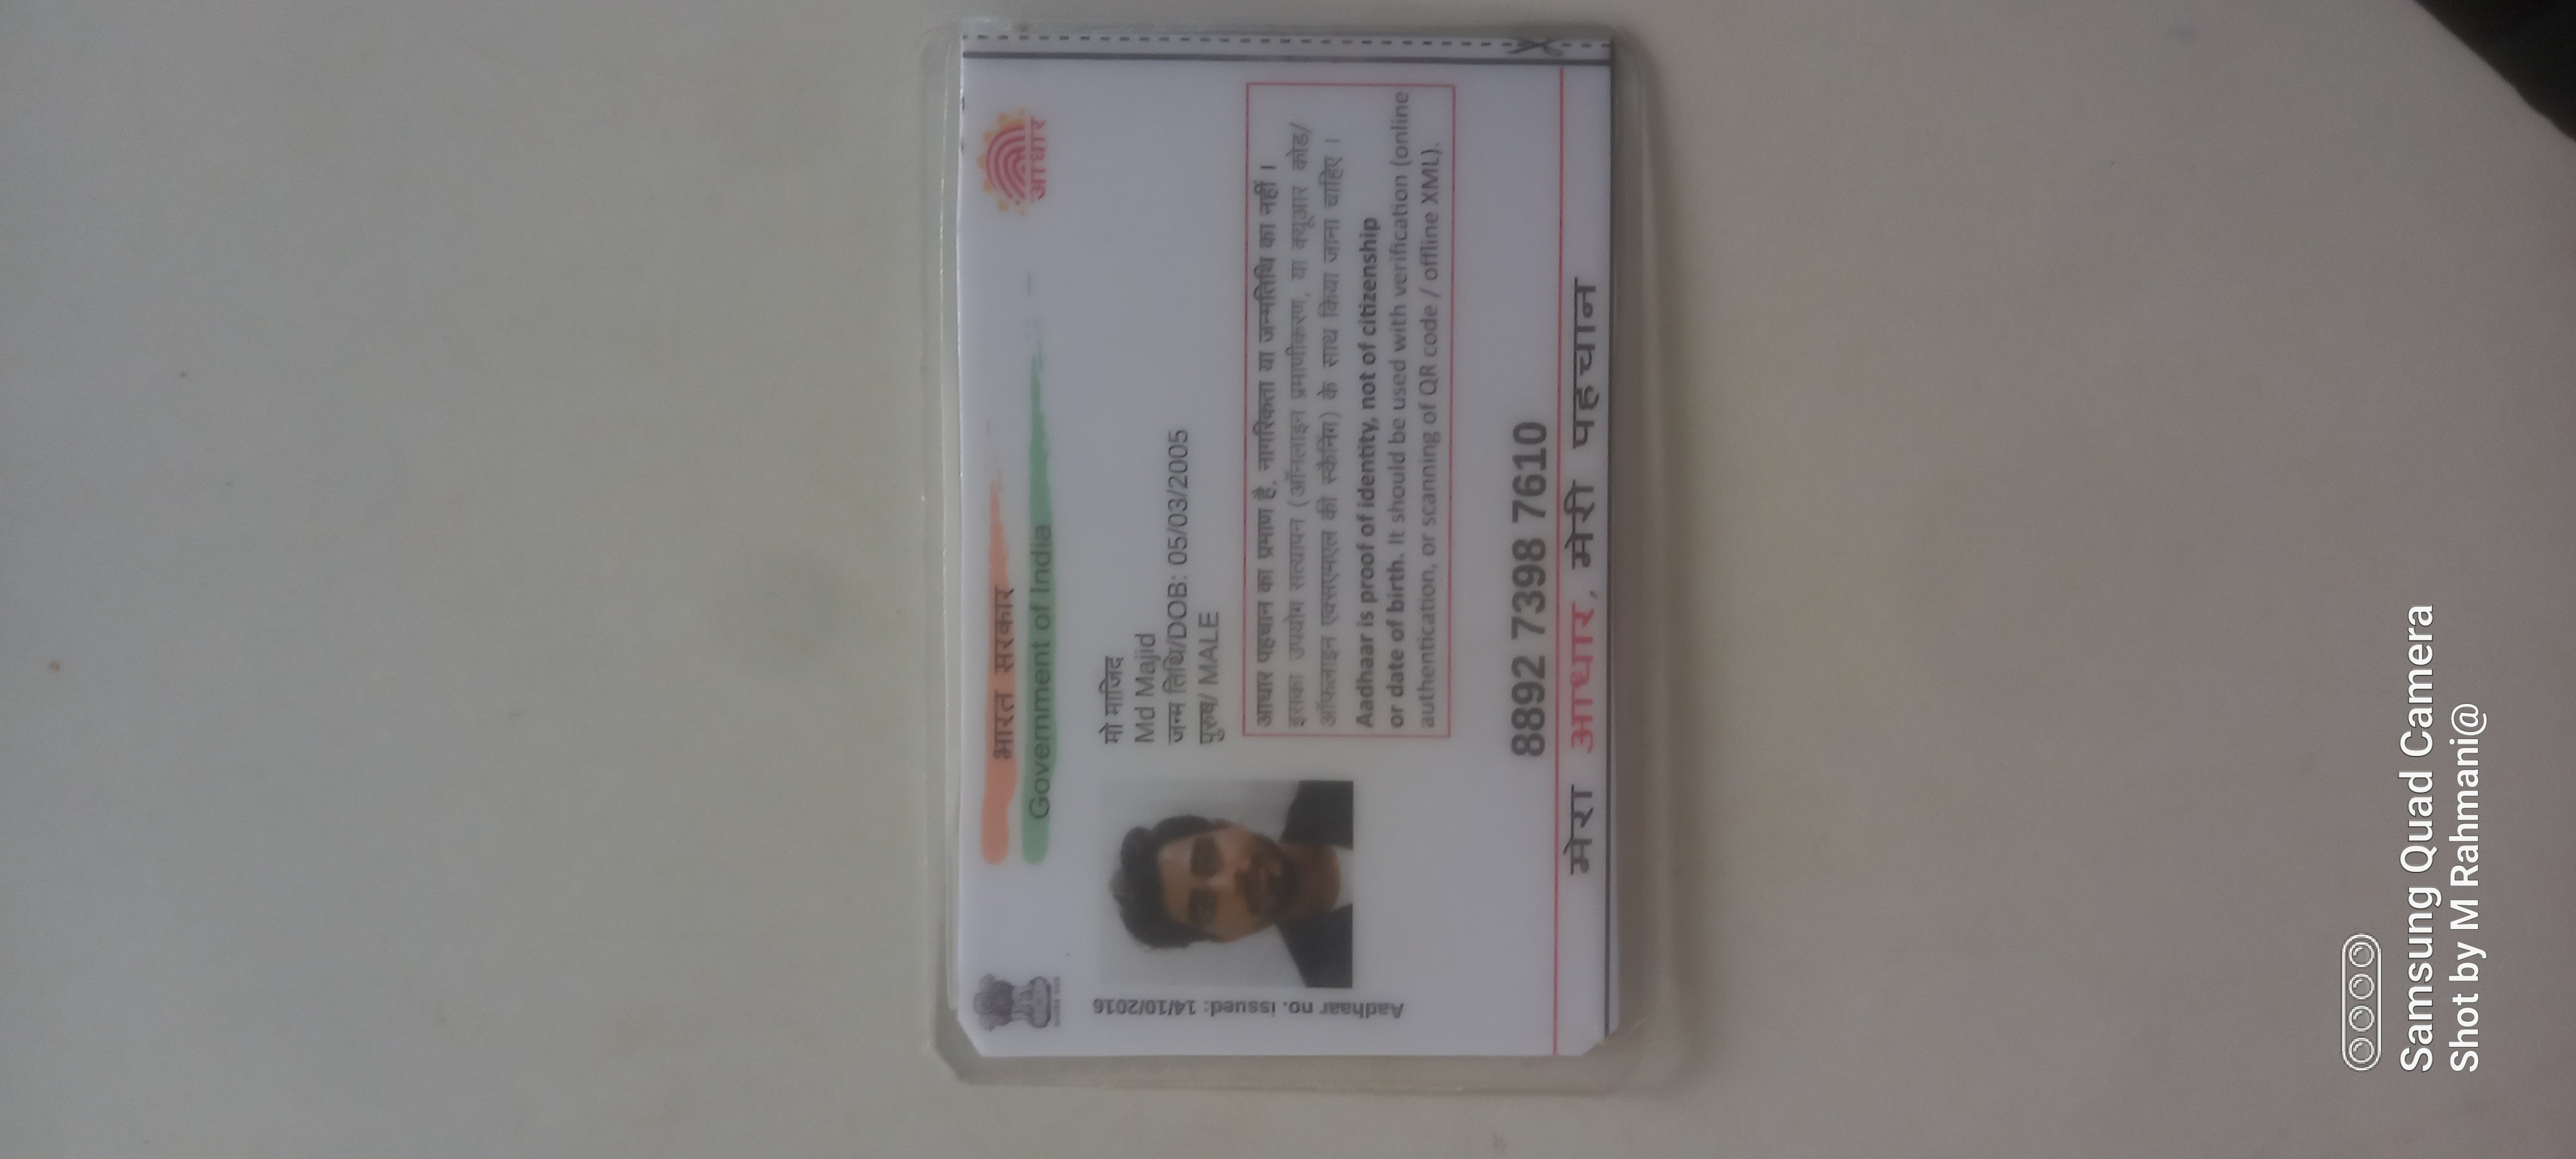 भारत सरकार
Government of India
आधार
Aadhaar no. issued: 14/10/2016
मो माजिद
Md Majid
जन्म तिथि/DOB: 05/03/2005
पुरुष/ MALE
आधार पहचान का प्रमाण है, नागरिकता या जन्मतिथि का नहीं ।
इसका उपयोग सत्यापन (ऑनलाइन प्रमाणीकरण, या क्यूआर कोड/
ऑफलाइन एक्सएमएल की स्कैनिंग) के साथ किया जाना चाहिए ।
Aadhaar is proof of identity, not of citizenship
or date of birth. It should be used with verification (online
authentication, or scanning of QR code / offline XML).
8892 7398 7610
मेरा आधार, मेरी पहचान
Samsung Quad Camera
Shot by M Rahmani@